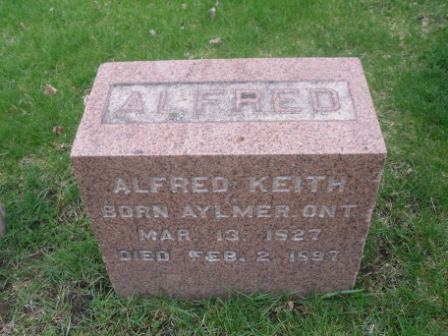 ALFRED
ALFRED KEITH
BORN AYLMER. ONT
MAR. 13. 1827
DIED FEB. 2. 1897.